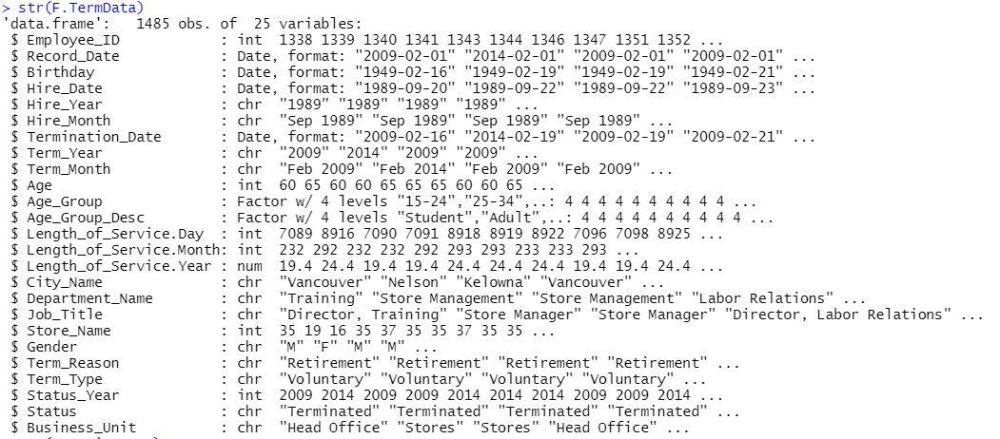 > str(F.TermData)
'data.frame':   1485 obs. of  25 variables:
 $ Employee_ID            : int  1338 1339 1340 1341 1343 1344 1346 1347 1351 1352 ...
 $ Record_Date            : Date, format: "2009-02-01" "2014-02-01" "2009-02-01" "2009-02-01" ...
 $ Birthday               : Date, format: "1949-02-16" "1949-02-19" "1949-02-19" "1949-02-21" ...
 $ Hire_Date              : Date, format: "1989-09-20" "1989-09-22" "1989-09-22" "1989-09-23" ...
 $ Hire_Year              : chr  "1989" "1989" "1989" "1989" ...
 $ Hire_Month             : chr  "Sep 1989" "Sep 1989" "Sep 1989" "Sep 1989" ...
 $ Termination_Date       : Date, format: "2009-02-16" "2014-02-19" "2009-02-19" "2009-02-21" ...
 $ Term_Year              : chr  "2009" "2014" "2009" "2009" ...
 $ Term_Month             : chr  "Feb 2009" "Feb 2014" "Feb 2009" "Feb 2009" ...
 $ Age                    : int  60 65 60 60 65 65 65 60 60 65 ...
 $ Age_Group              : Factor w/ 4 levels "15-24","25-34",..: 4 4 4 4 4 4 4 4 4 4 ...
 $ Age_Group_Desc         : Factor w/ 4 levels "Student","Adult",..: 4 4 4 4 4 4 4 4 4 4 ...
 $ Length_of_Service.Day  : int  7089 8916 7090 7091 8918 8919 8922 7096 7098 8925 ...
 $ Length_of_Service.Month: int  232 292 232 232 292 293 293 233 233 293 ...
 $ Length_of_Service.Year : num  19.4 24.4 19.4 19.4 24.4 24.4 24.4 19.4 19.4 24.4 ...
 $ City_Name              : chr  "Vancouver" "Nelson" "Kelowna" "Vancouver" ...
 $ Department_Name        : chr  "Training" "Store Management" "Store Management" "Labor Relations" ...
 $ Job_Title              : chr  "Director, Training" "Store Manager" "Store Manager" "Director, Labor Relations" ...
 $ Store_Name             : int  35 19 16 35 37 35 35 37 35 35 ...
 $ Gender                 : chr  "M" "F" "M" "M" ...
 $ Term_Reason            : chr  "Retirement" "Retirement" "Retirement" "Retirement" ...
 $ Term_Type              : chr  "Voluntary" "Voluntary" "Voluntary" "Voluntary" ...
 $ Status_Year            : int  2009 2014 2009 2009 2014 2014 2014 2009 2009 2014 ...
 $ Status                 : chr  "Terminated" "Terminated" "Terminated" "Terminated" ...
 $ Business_Unit          : chr  "Head Office" "Stores" "Stores" "Head Office" ...